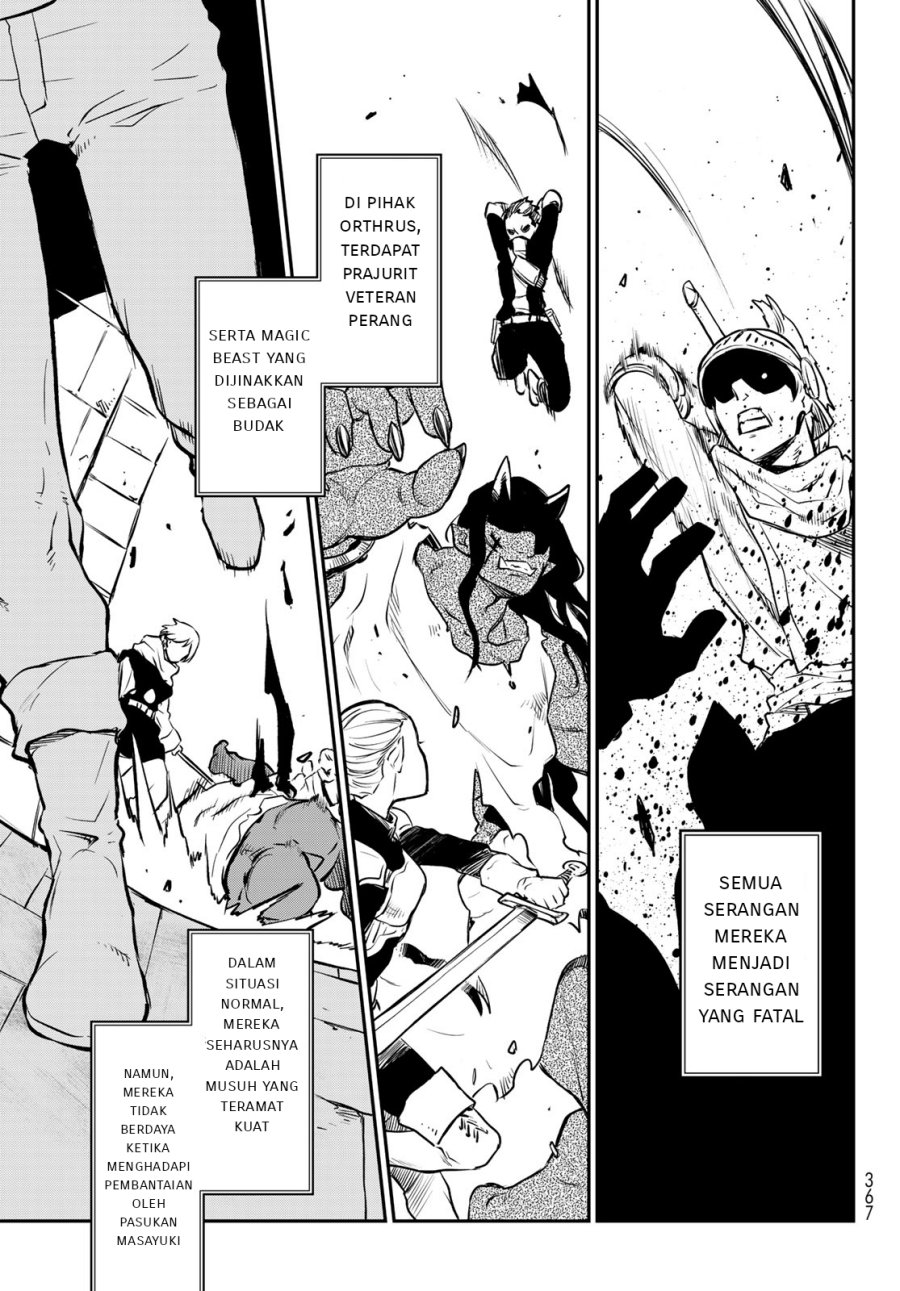 SEMUA
SERANGAN
MEREKA
MENJADI
SERANGAN
YANG FATAL
DI PIHAK
ORTHRUS,
TERDAPAT
PRAJURIT
VETERAN
PERANG
SERTA MAGIC
BEAST YANG
DIJINAKKAN
SEBAGAI
BUDAK
DALAM
SITUASI
NORMAL,
MEREKA
SEHARUSNYA
ADALAH
MUSUH YANG
TERAMAT
KUAT
NAMUN,
MEREKA
TIDAK
BERDAYA
KETIKA
MENGHADAPI
PEMBANTAIAN
OLEH
PASUKAN
MASAYUKI
367